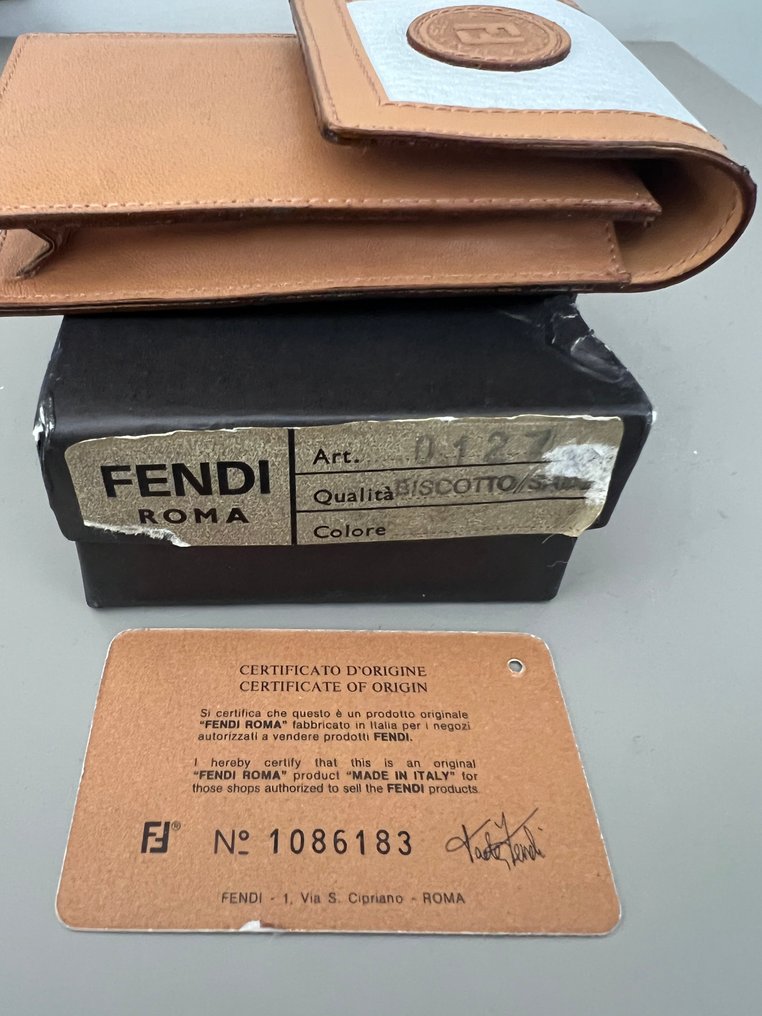 FENDI
ROMA
Art. 0127
Qualità BISCOTTO/
Colore
CERTIFICATO D'ORIGINE
CERTIFICATE OF ORIGIN
Si certifica che questo è un prodotto originale
"FENDI ROMA" fabbricato in Italia per i negozi
autorizzati a vendere prodotti FENDI.
I hereby certify that this is an original
"FENDI ROMA" product "MADE IN ITALY" for
those shops authorized to sell the FENDI products
FF® Nº 1086183
FENDI - 1, Via S. Cipriano - ROMA